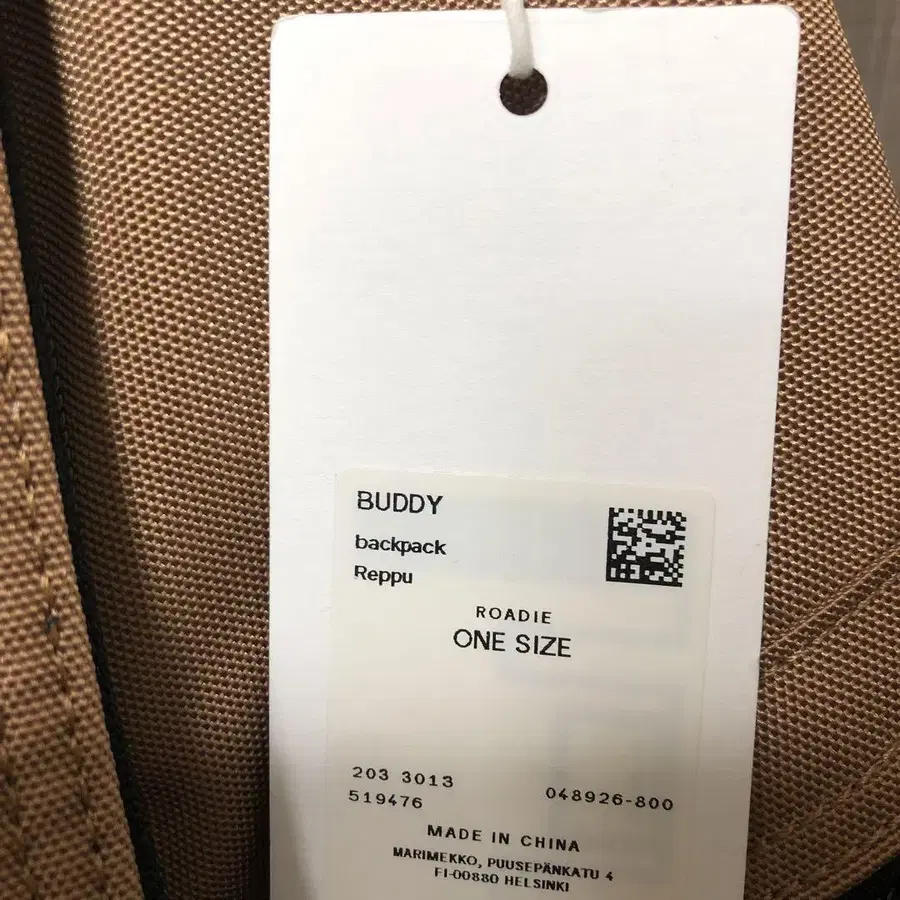 BUDDY
backpack
Reppu
ROADIE
ONE SIZE
203 3013
519476
048926-800
MADE IN CHINA
MARIMEKKO, PUUSEPÄNKATU 4
FI-00880 HELSINKI